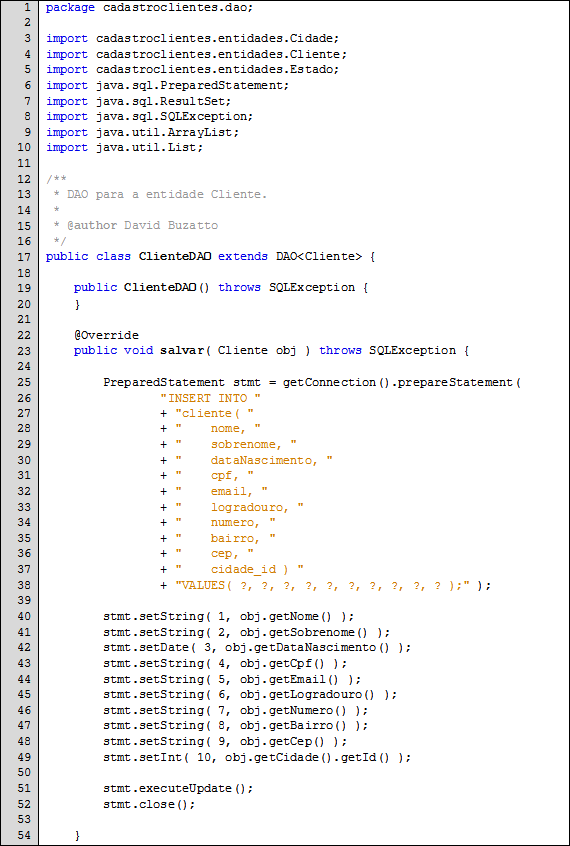 1 package cadastroclientes.dao;
2
3 import cadastroclientes.entidades.Cidade;
4 import cadastroclientes.entidades.Cliente;
5 import cadastroclientes.entidades.Estado;
6 import java.sql.PreparedStatement;
7 import java.sql.ResultSet;
8 import java.sql.SQLException;
9 import java.util.ArrayList;
10 import java.util.List;
11
12 /**
13  * DAO para a entidade Cliente.
14  *
15  * @author David Buzatto
16  */
17 public class ClienteDAO extends DAO<Cliente> {
18
19     public ClienteDAO() throws SQLException {
20     }
21
22     @Override
23     public void salvar( Cliente obj ) throws SQLException {
24
25         PreparedStatement stmt = getConnection().prepareStatement(
26                 "INSERT INTO "
27                 + "cliente( "
28                 + "    nome, "
29                 + "    sobrenome, "
30                 + "    dataNascimento, "
31                 + "    cpf, "
32                 + "    email, "
33                 + "    logradouro, "
34                 + "    numero, "
35                 + "    bairro, "
36                 + "    cep, "
37                 + "    cidade_id ) "
38                 + "VALUES( ?, ?, ?, ?, ?, ?, ?, ?, ?, ? );" );
39
40         stmt.setString( 1, obj.getNome() );
41         stmt.setString( 2, obj.getSobrenome() );
42         stmt.setDate( 3, obj.getDataNascimento() );
43         stmt.setString( 4, obj.getCpf() );
44         stmt.setString( 5, obj.getEmail() );
45         stmt.setString( 6, obj.getLogradouro() );
46         stmt.setString( 7, obj.getNumero() );
47         stmt.setString( 8, obj.getBairro() );
48         stmt.setString( 9, obj.getCep() );
49         stmt.setInt( 10, obj.getCidade().getId() );
50
51         stmt.executeUpdate();
52         stmt.close();
53
54     }